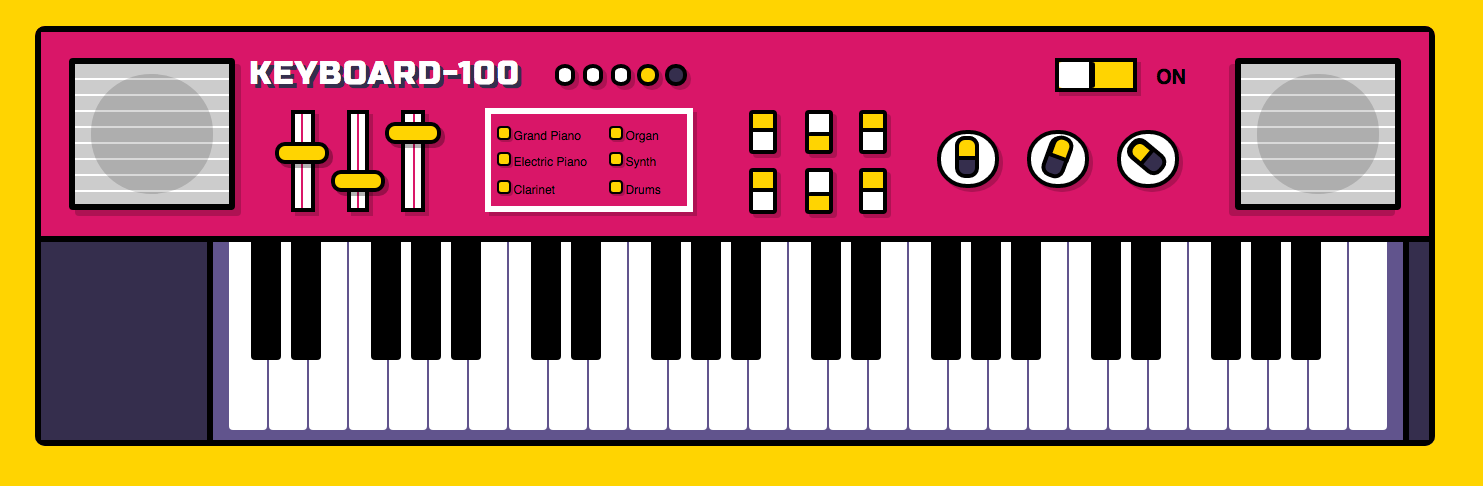 KEYBOARD-100
ON
Grand Piano
Organ
Electric Piano
Synth
Clarinet
Drums